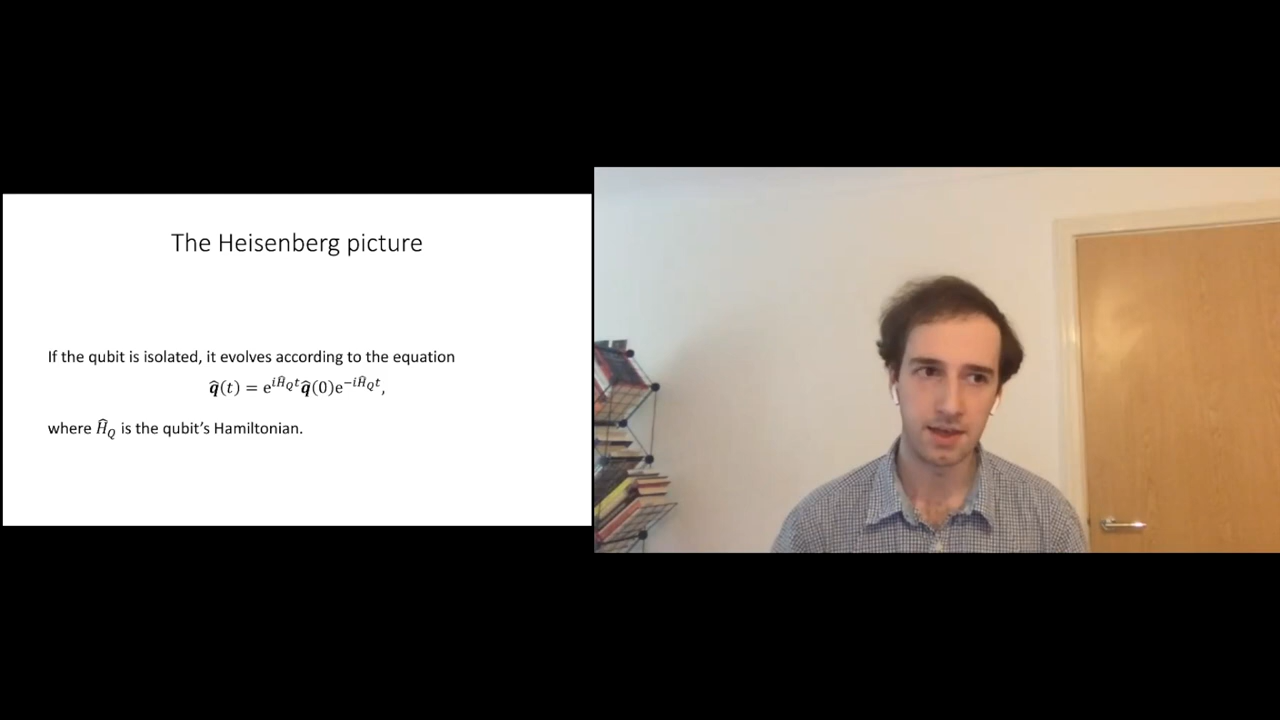 The Heisenberg picture
If the qubit is isolated, it evolves according to the equation
𝒒̂(t) = e^{iĤ_Q t}𝒒̂(0)e^{−iĤ_Q t},
where Ĥ_Q is the qubit’s Hamiltonian.